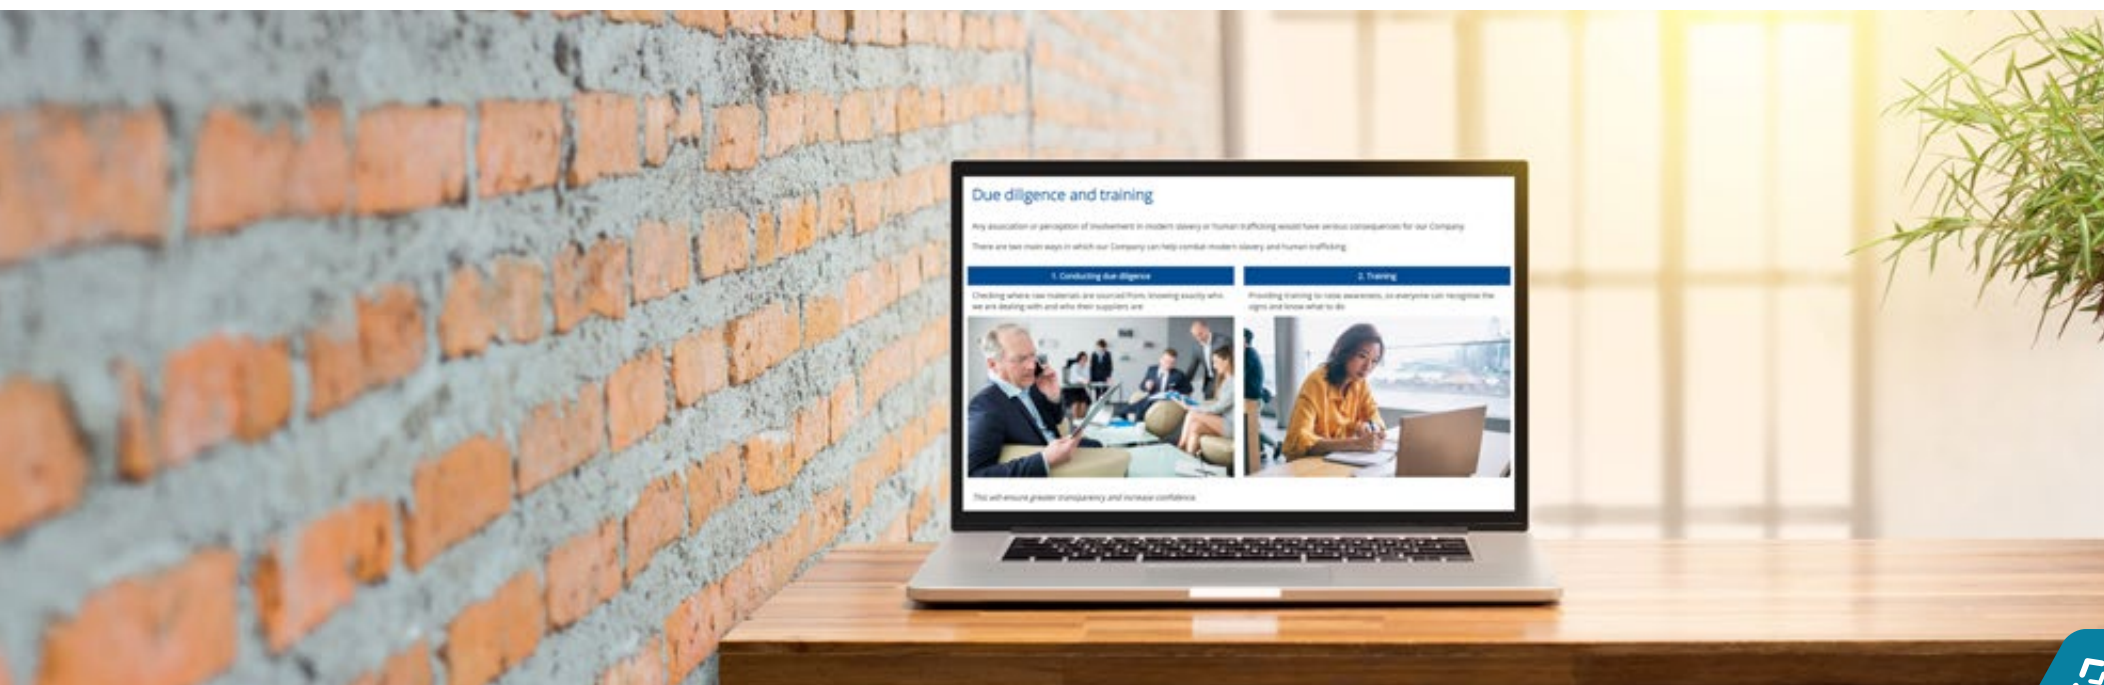 Due diligence and training
Any association or perception of involvement in modern slavery or human trafficking would have serious consequences for our Company.
There are two main ways in which our Company can help combat modern slavery and human trafficking:
1. Conducting due diligence
2. Training
Checking where raw materials are sourced from, knowing exactly who
we are dealing with and who their suppliers are
Providing training to raise awareness, so everyone can recognise the
signs and know what to do
This will ensure greater transparency and increase confidence.